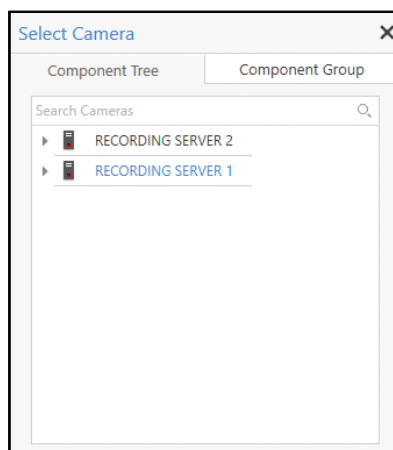 Select Camera
Component Tree
Component Group
Search Cameras
RECORDING SERVER 2
RECORDING SERVER 1